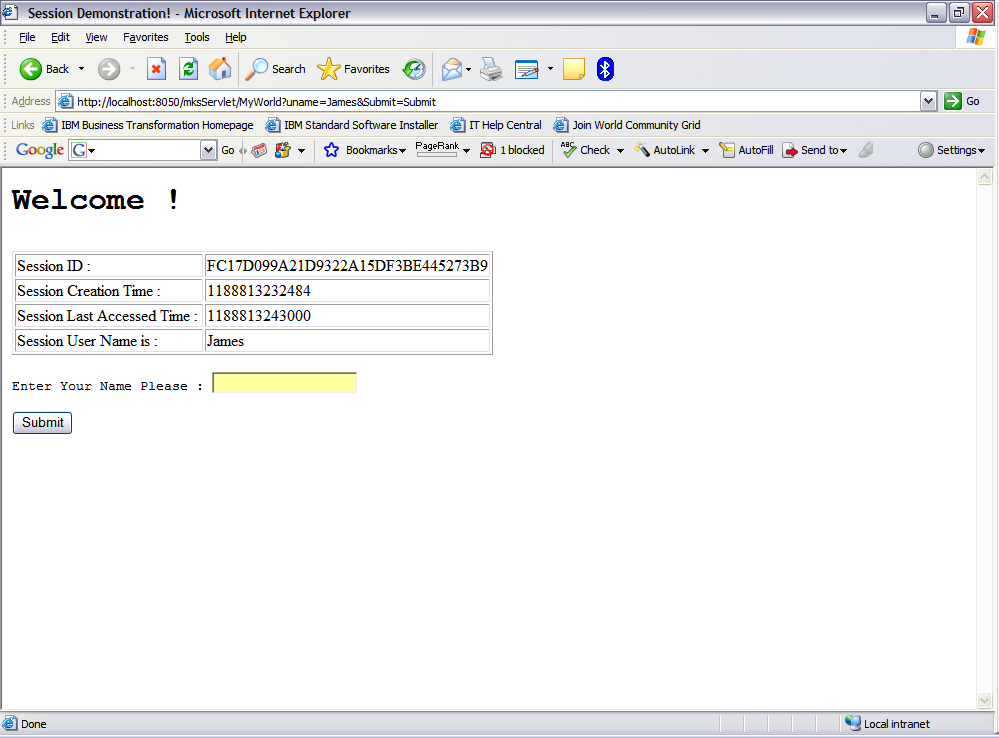 Session Demonstration! - Microsoft Internet Explorer
File Edit View Favorites Tools Help
Back Search Favorites
Address http://localhost:8050/mksServlet/MyWorld?uname=James&Submit=Submit Go
Links IBM Business Transformation Homepage IBM Standard Software Installer IT Help Central Join World Community Grid
Google G Go Bookmarks PageRank 1 blocked ABC Check AutoLink AutoFill Send to Settings
Welcome !
Session ID : FC17D099A21D9322A15DF3BE445273B9
Session Creation Time : 1188813232484
Session Last Accessed Time : 1188813243000
Session User Name is : James
Enter Your Name Please :
Submit
Done Local intranet